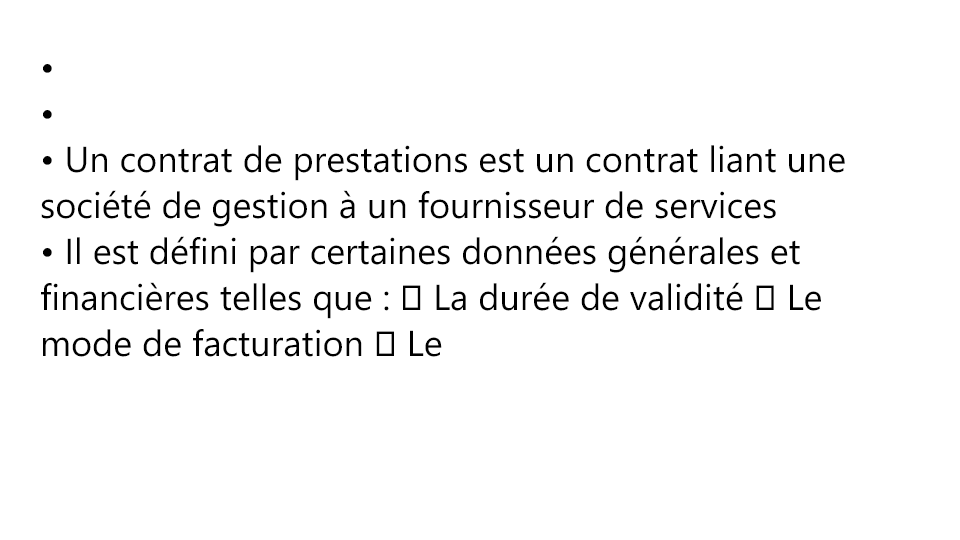 •
•
• Un contrat de prestations est un contrat liant une
société de gestion à un fournisseur de services
• Il est défini par certaines données générales et
financières telles que :  La durée de validité  Le
mode de facturation  Le